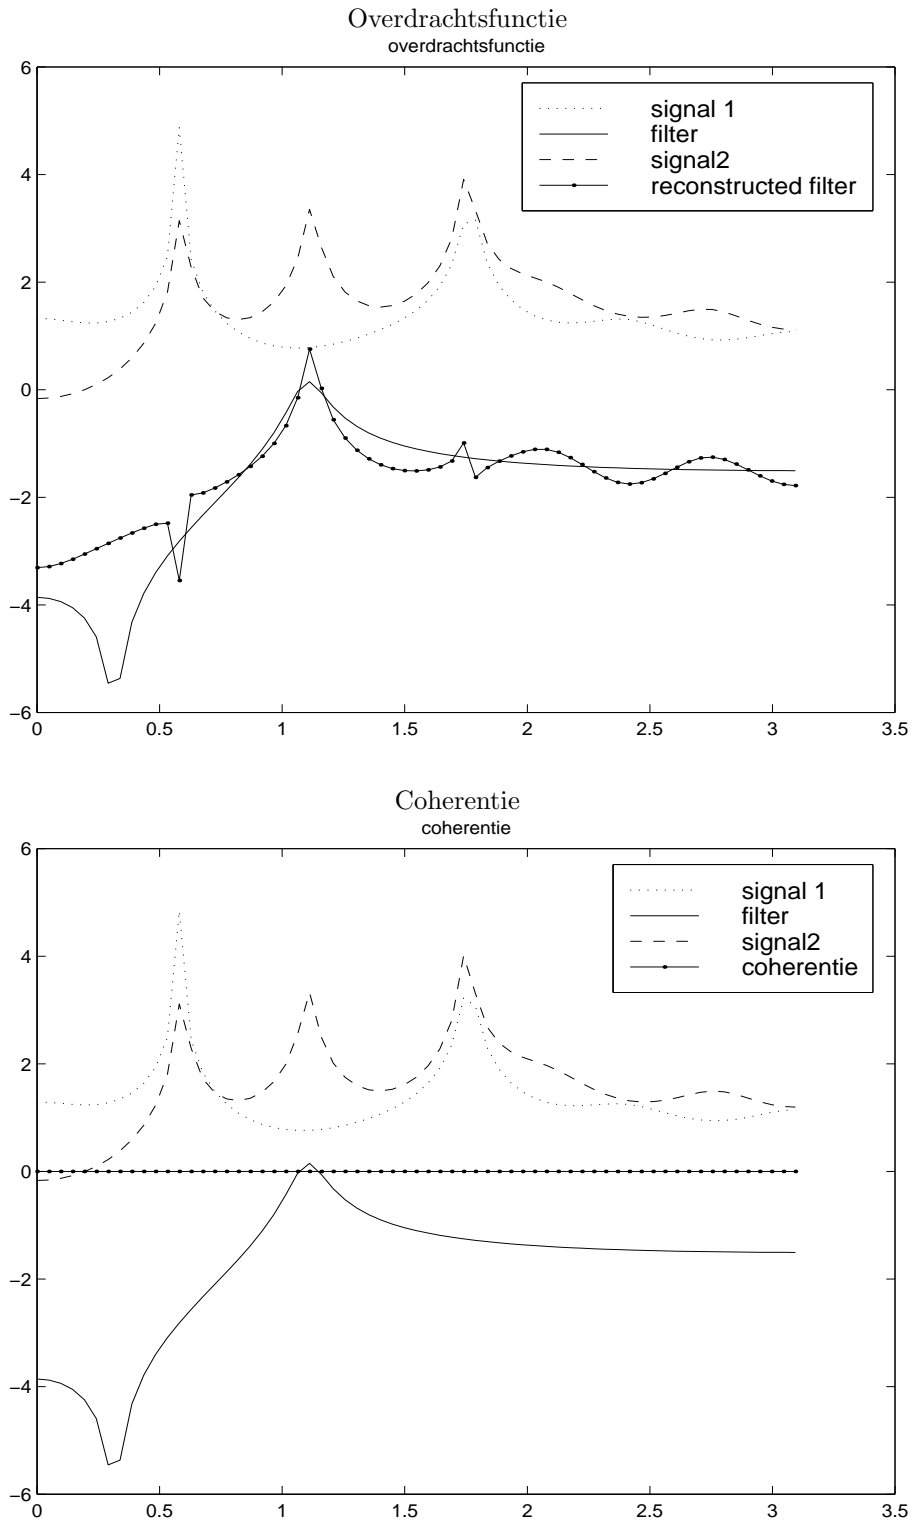 Overdrachtsfunctie
overdrachtsfunctie
6
4
2
0
−2
−4
−6
0 0.5 1 1.5 2 2.5 3 3.5
signal 1
filter
signal2
reconstructed filter
Coherentie
coherentie
6
4
2
0
−2
−4
−6
0 0.5 1 1.5 2 2.5 3 3.5
signal 1
filter
signal2
coherentie